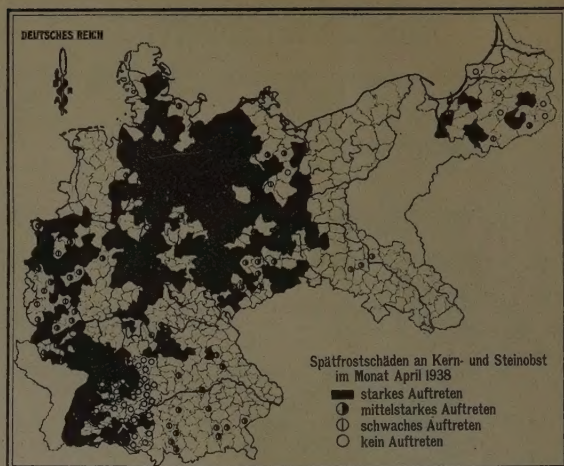 DEUTSCHES REICH
Spätfrostschäden an Kern- und Steinobst
im Monat April 1938
starkes Auftreten
mittelstarkes Auftreten
schwaches Auftreten
kein Auftreten